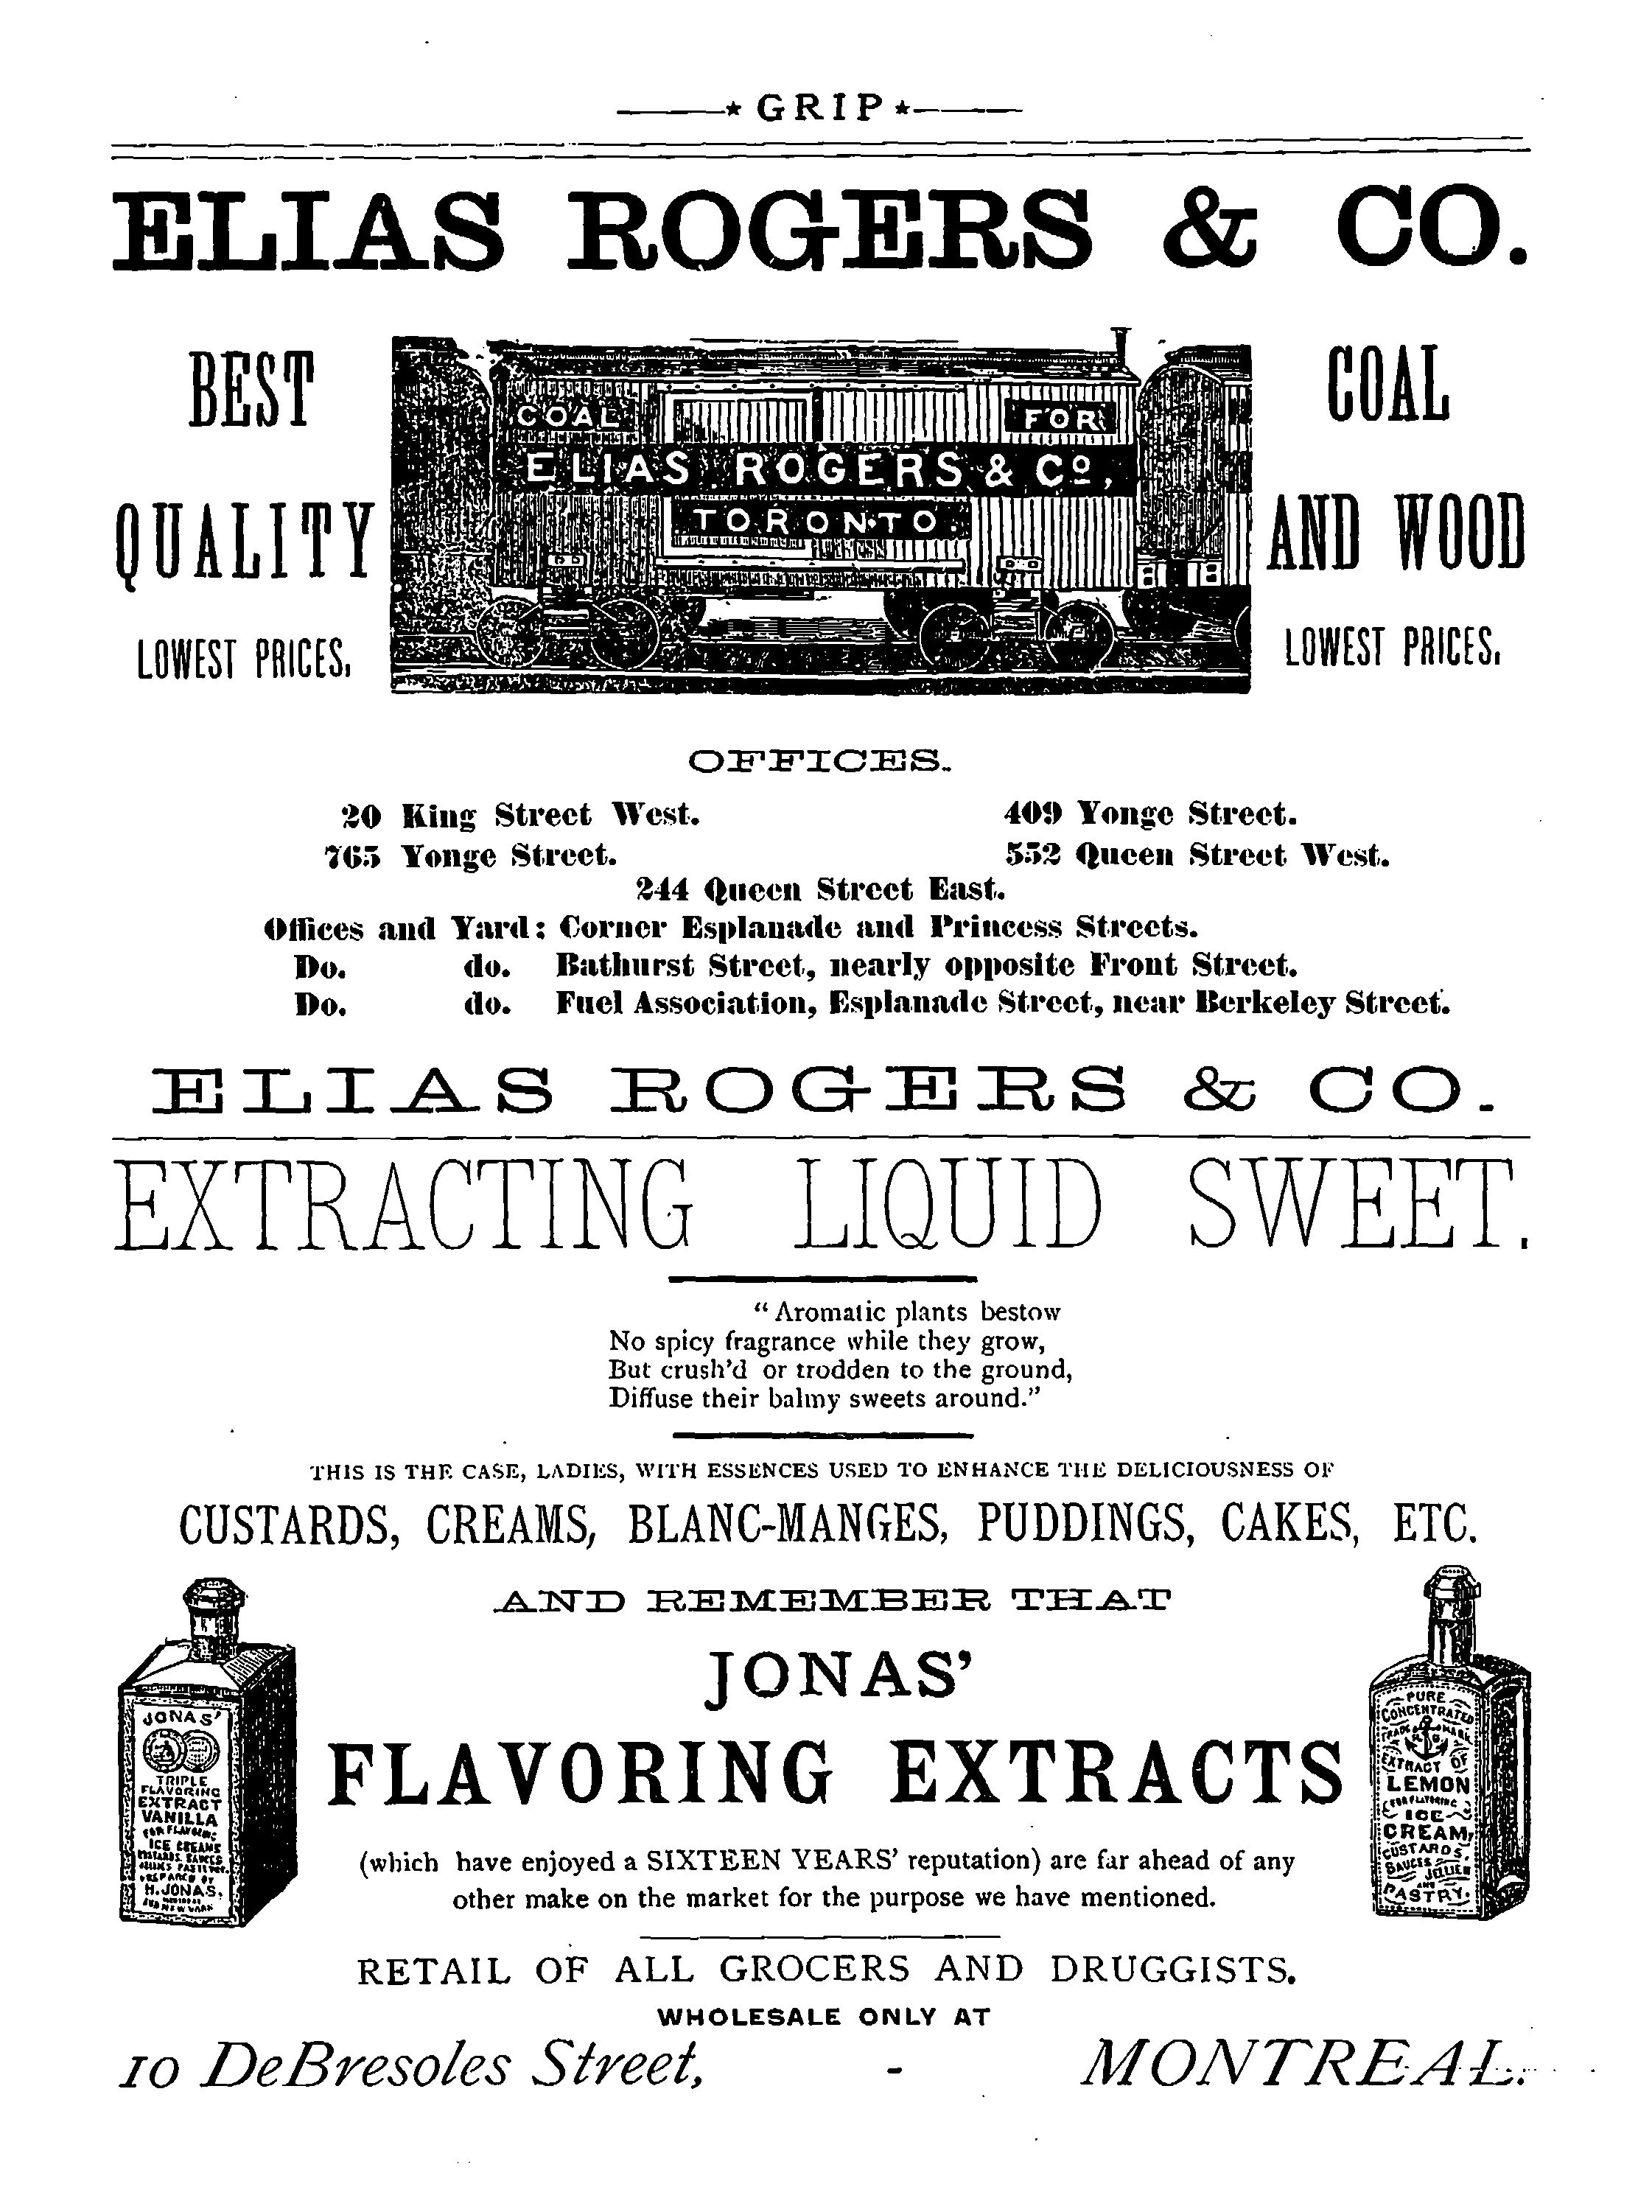 GRIP
ELIAS ROGERS & CO.
BEST
QUALITY
LOWEST PRICES.
COAL FOR
ELIAS ROGERS & Co,
TORONTO.
COAL
AND WOOD
LOWEST PRICES.
OFFICES.
20 King Street West. 409 Yonge Street.
765 Yonge Street. 552 Queen Street West.
244 Queen Street East.
Offices and Yard: Corner Esplanade and Princess Streets.
Do. do. Bathurst Street, nearly opposite Front Street.
Do. do. Fuel Association, Esplanade Street, near Berkeley Street.
ELIAS ROGERS & CO.
EXTRACTING LIQUID SWEET.
"Aromatic plants bestow
No spicy fragrance while they grow,
But crush'd or trodden to the ground,
Diffuse their balmy sweets around."
THIS IS THE CASE, LADIES, WITH ESSENCES USED TO ENHANCE THE DELICIOUSNESS OF
CUSTARDS, CREAMS, BLANC-MANGES, PUDDINGS, CAKES, ETC.
AND REMEMBER THAT
JONAS'
FLAVORING EXTRACTS
(which have enjoyed a SIXTEEN YEARS' reputation) are far ahead of any
other make on the market for the purpose we have mentioned.
JONAS'
TRIPLE
FLAVORING
EXTRACT
VANILLA
FOR FLAVORING
ICE CREAMS
H. JONAS,
PURE
CONCENTRATED
TRADE MARK
EXTRACT OF
LEMON
FOR FLAVORING
ICE
CREAM,
CUSTARDS,
SAUCES JELLIES
AND
PASTRY.
RETAIL OF ALL GROCERS AND DRUGGISTS.
WHOLESALE ONLY AT
10 DeBresoles Street, - MONTREAL.